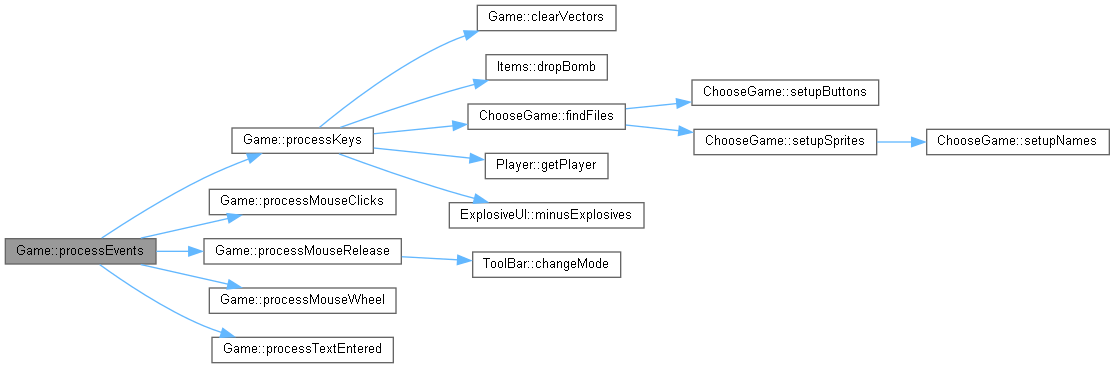 Game::clearVectors
Items::dropBomb
ChooseGame::setupButtons
ChooseGame::findFiles
Game::processKeys
ChooseGame::setupSprites
ChooseGame::setupNames
Player::getPlayer
Game::processMouseClicks
ExplosiveUI::minusExplosives
Game::processEvents
Game::processMouseRelease
ToolBar::changeMode
Game::processMouseWheel
Game::processTextEntered